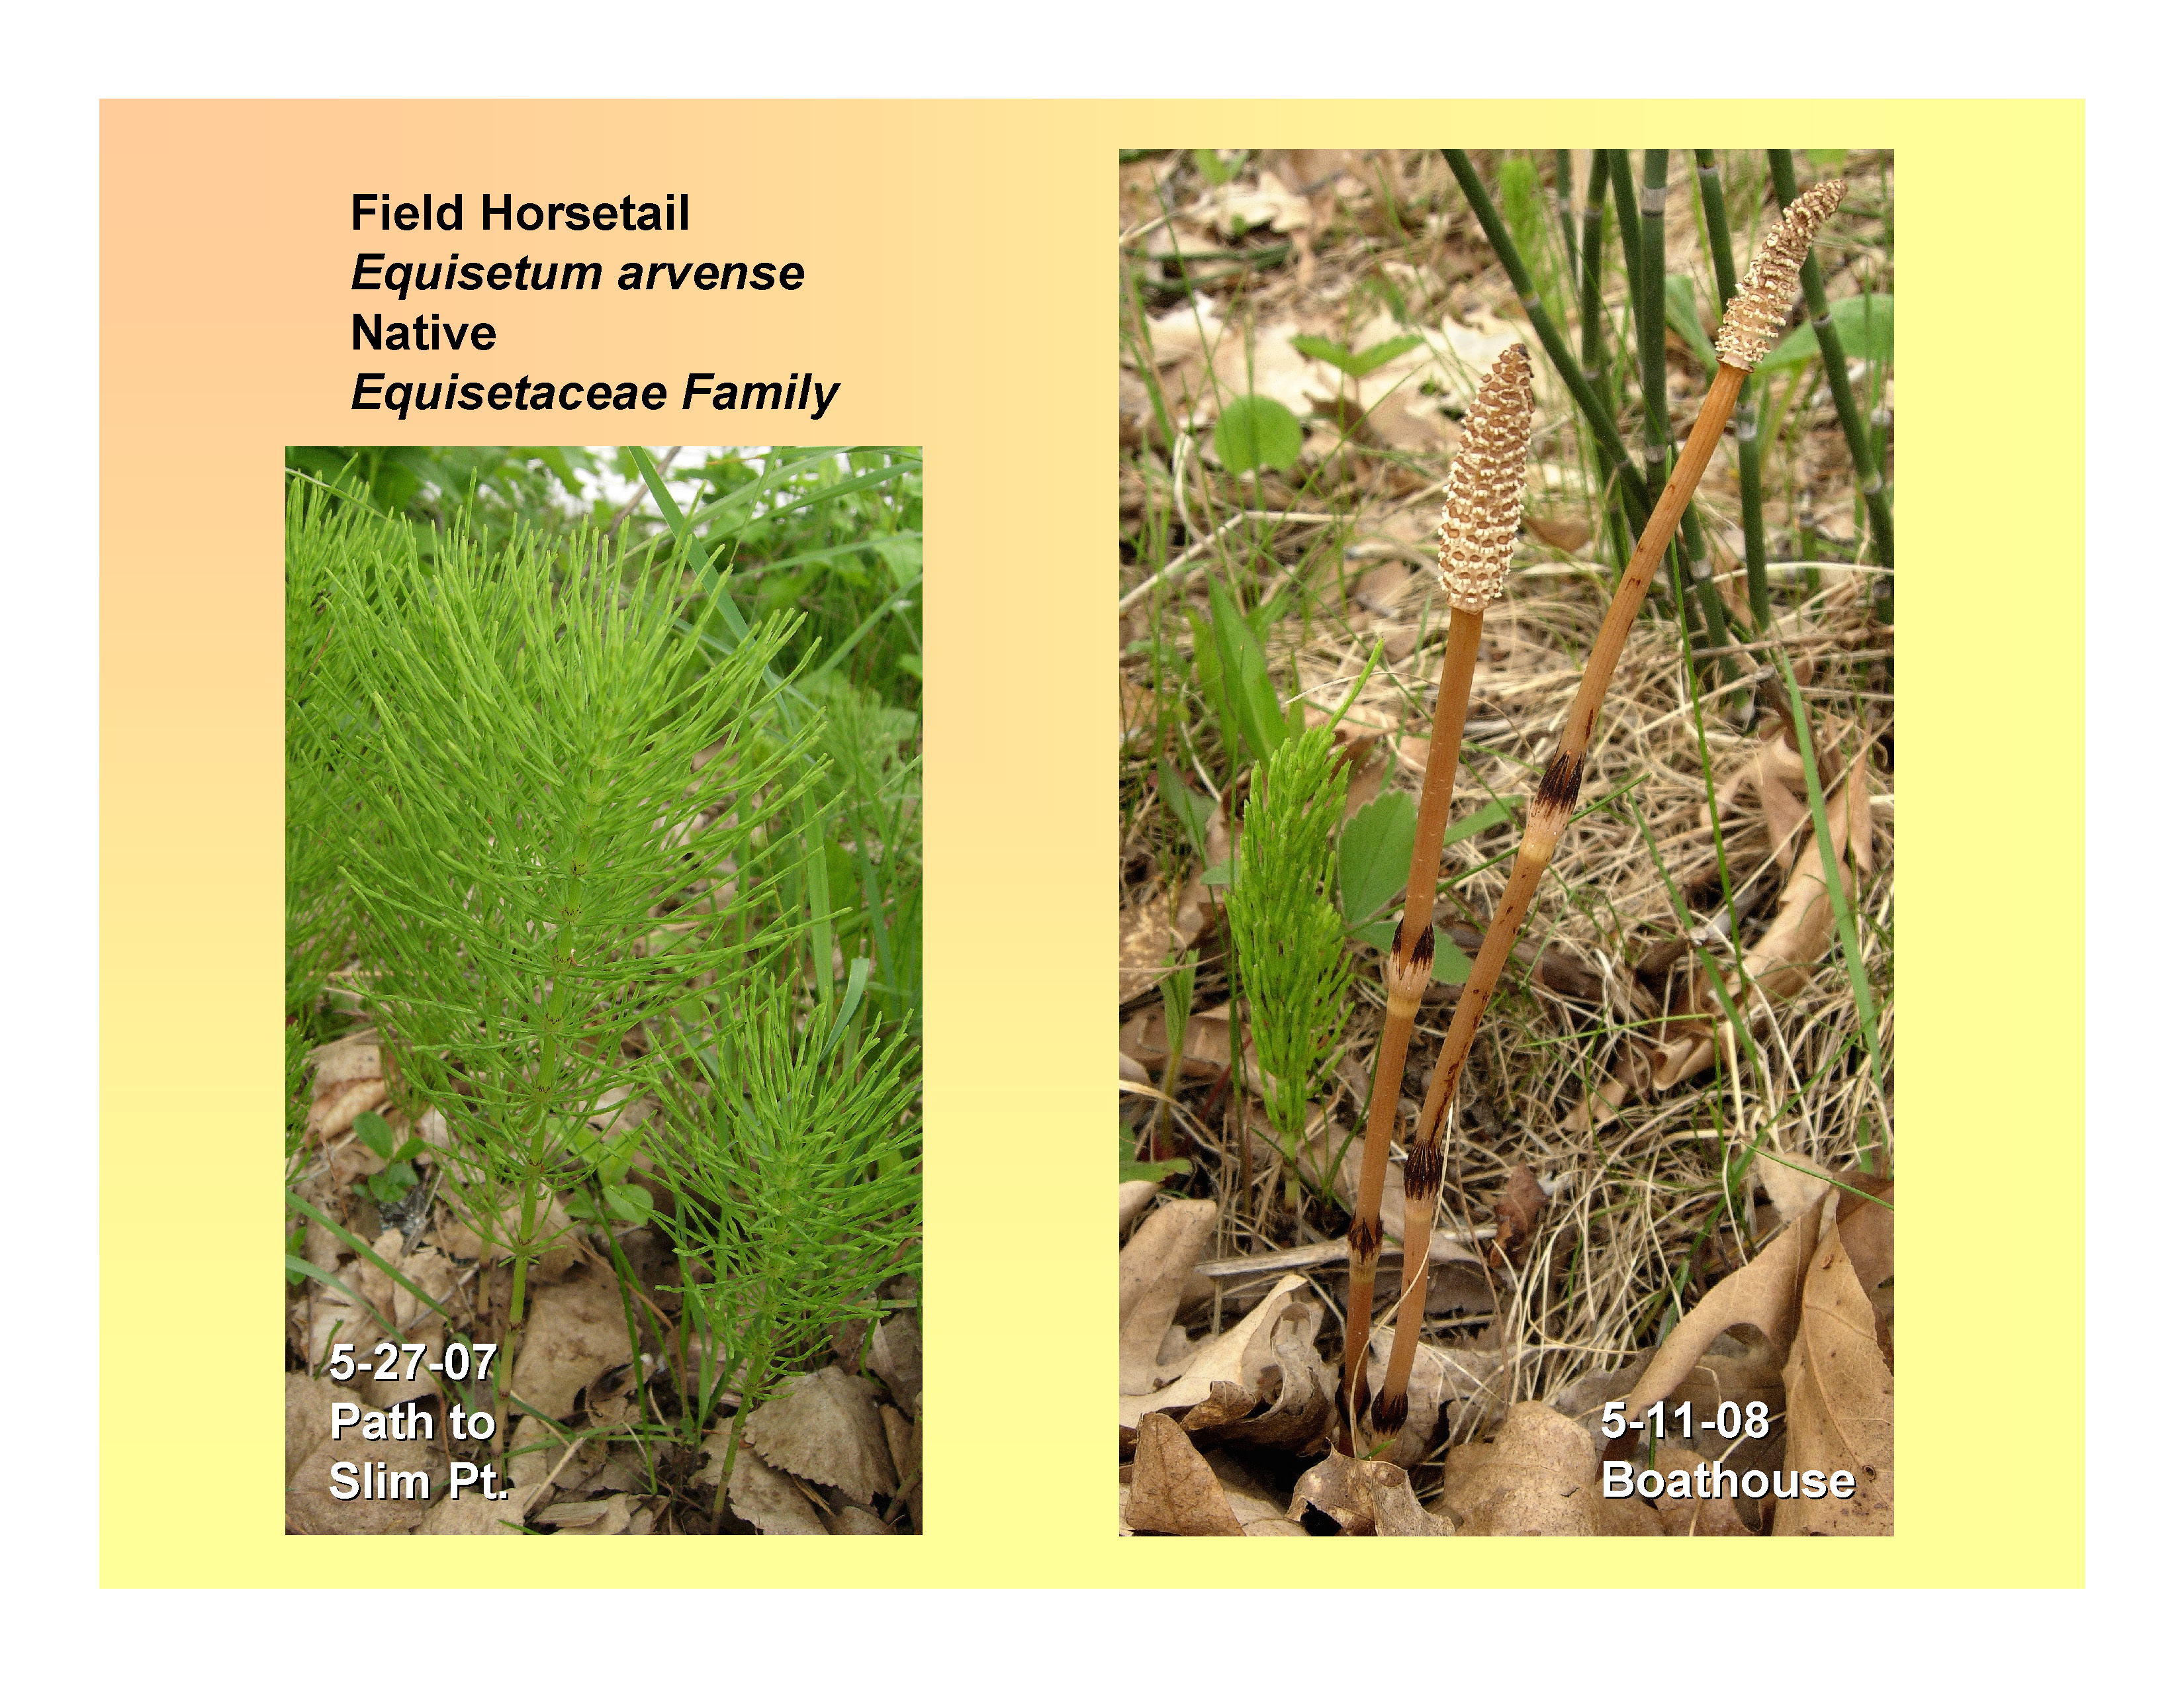 Field Horsetail
Equisetum arvense
Native
Equisetaceae Family
5-27-07
Path to
Slim Pt.
5-11-08
Boathouse